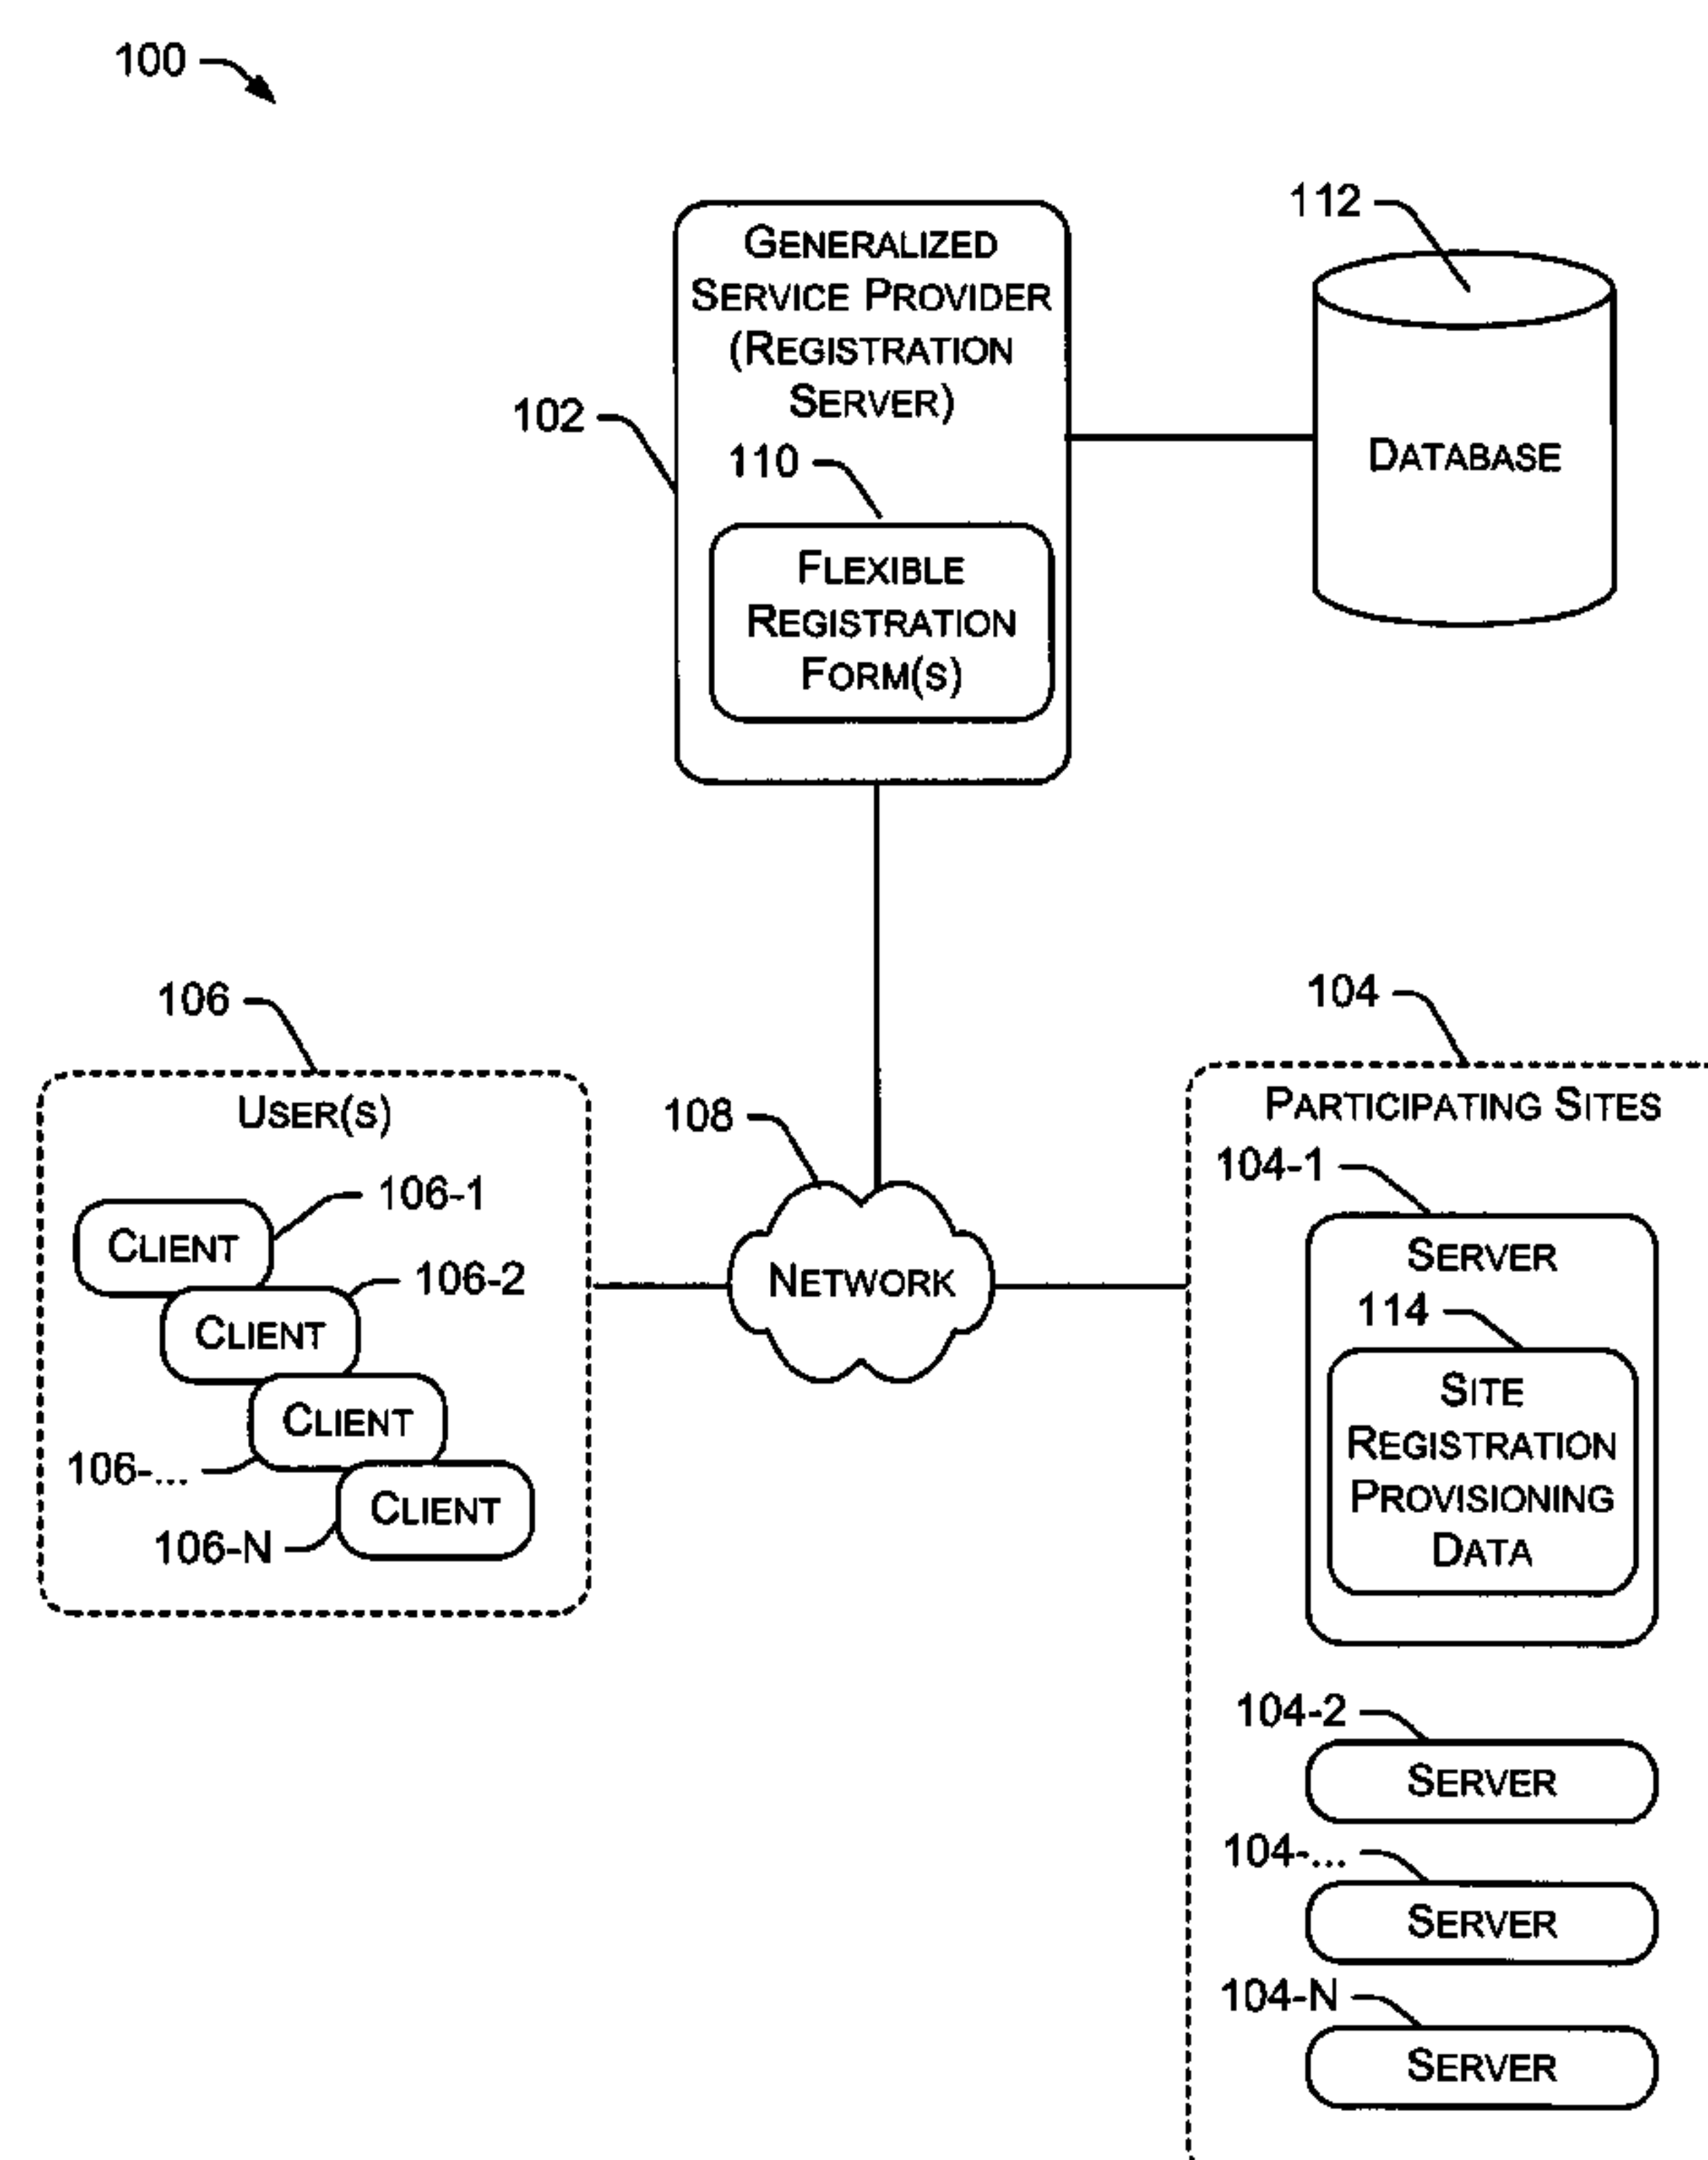 100
112
GENERALIZED
SERVICE PROVIDER
(REGISTRATION
SERVER)
102
110
DATABASE
FLEXIBLE
REGISTRATION
FORM(S)
106
104
USER(S)
108
PARTICIPATING SITES
104-1
106-1
CLIENT
SERVER
106-2
NETWORK
114
CLIENT
SITE
CLIENT
REGISTRATION
106-...
PROVISIONING
CLIENT
106-N
DATA
104-2
SERVER
104-...
SERVER
104-N
SERVER